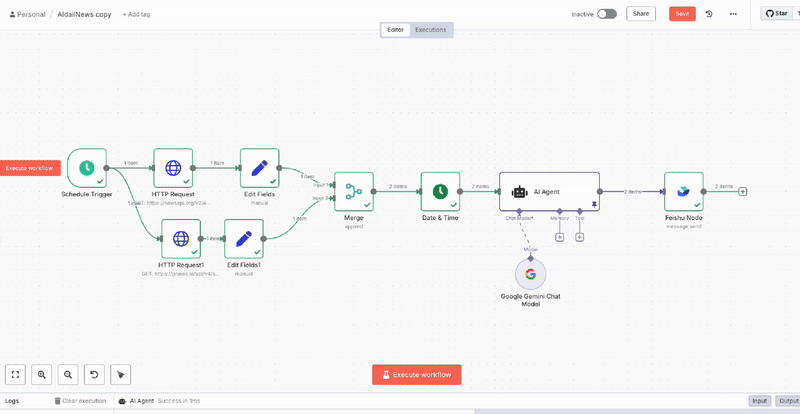 Personal / AIdailNews copy + Add tag
Inactive Share Save ... Star
Editor Executions
Execute workflow
Schedule Trigger
1 item
HTTP Request
GET: https://newsapi.org/v2/e...
1 item
Edit Fields
manual
1 item
HTTP Request1
GET: https://gnews.io/api/v4/s...
1 item
Edit Fields1
manual
1 item
Input 1
Input 2
Merge
append
2 items
Date & Time
2 items
AI Agent
Chat Model*
Memory
Tool
Model
Google Gemini Chat
Model
2 items
Feishu Node
message:send
2 items
Execute workflow
Logs Clear execution AI Agent Success in 1ms Input Output